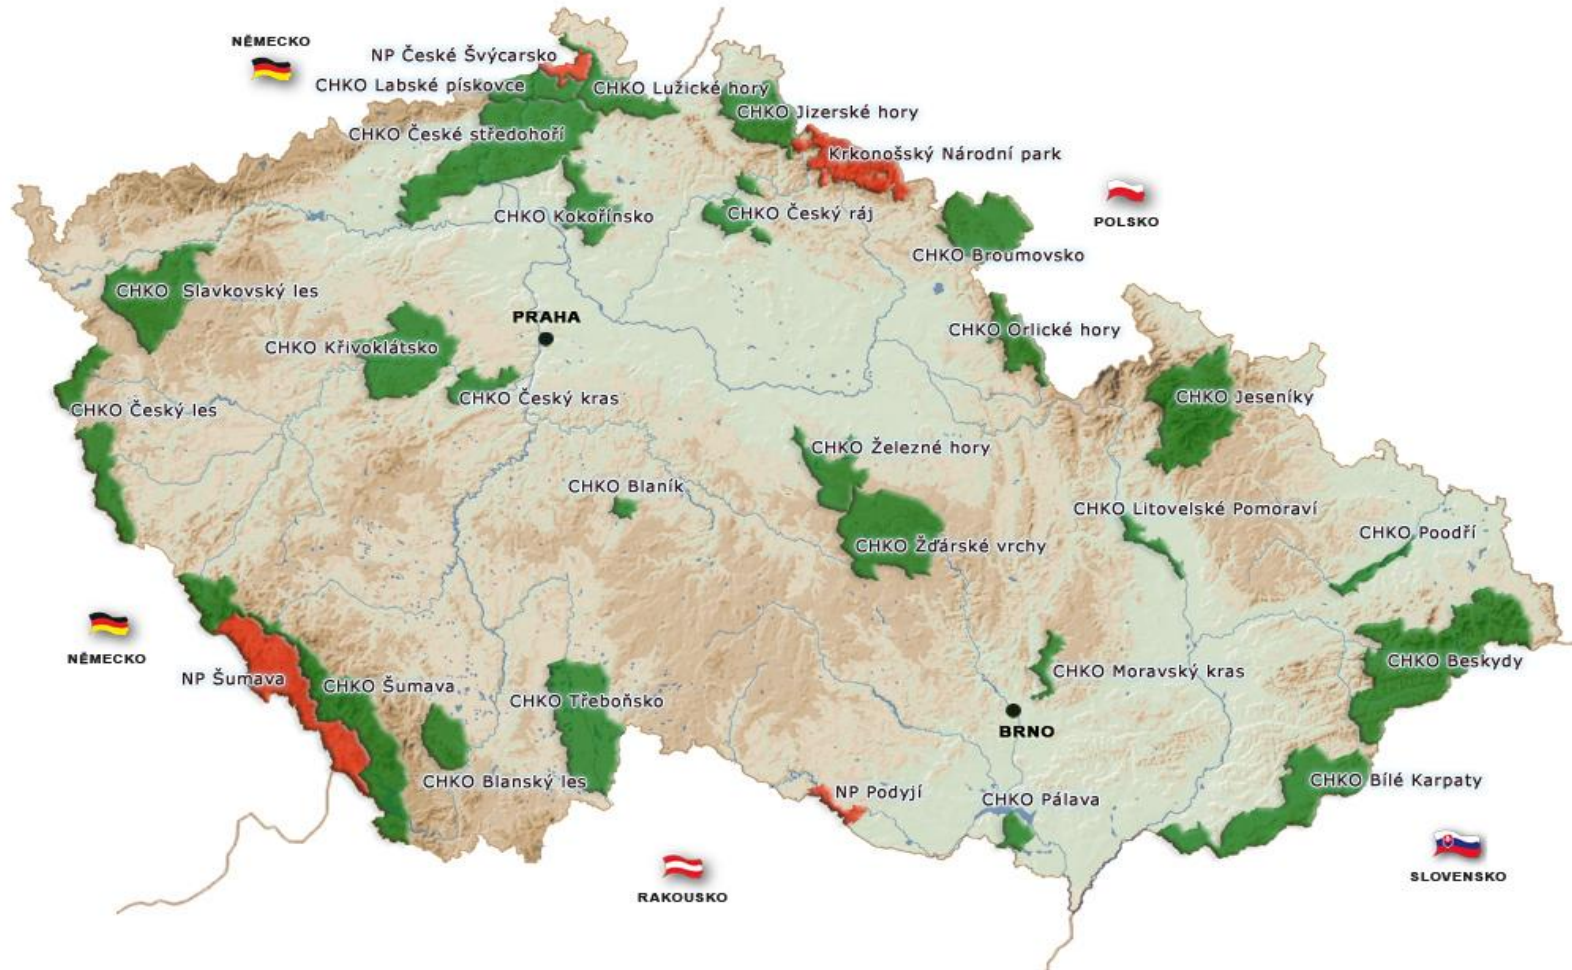 NĚMECKO
NP České Švýcarsko
CHKO Labské pískovce
CHKO Lužické hory
CHKO Jizerské hory
CHKO České středohoří
Krkonošský Národní park
POLSKO
CHKO Kokořínsko
CHKO Český ráj
CHKO Broumovsko
CHKO Slavkovský les
PRAHA
CHKO Orlické hory
CHKO Křivoklátsko
CHKO Český kras
CHKO Jeseníky
CHKO Český les
CHKO Železné hory
CHKO Blaník
CHKO Litovelské Pomoraví
CHKO Poodří
CHKO Žďárské vrchy
NĚMECKO
CHKO Beskydy
CHKO Moravský kras
NP Šumava
CHKO Šumava
CHKO Třeboňsko
BRNO
CHKO Blanský les
CHKO Bílé Karpaty
NP Podyjí
CHKO Pálava
SLOVENSKO
RAKOUSKO